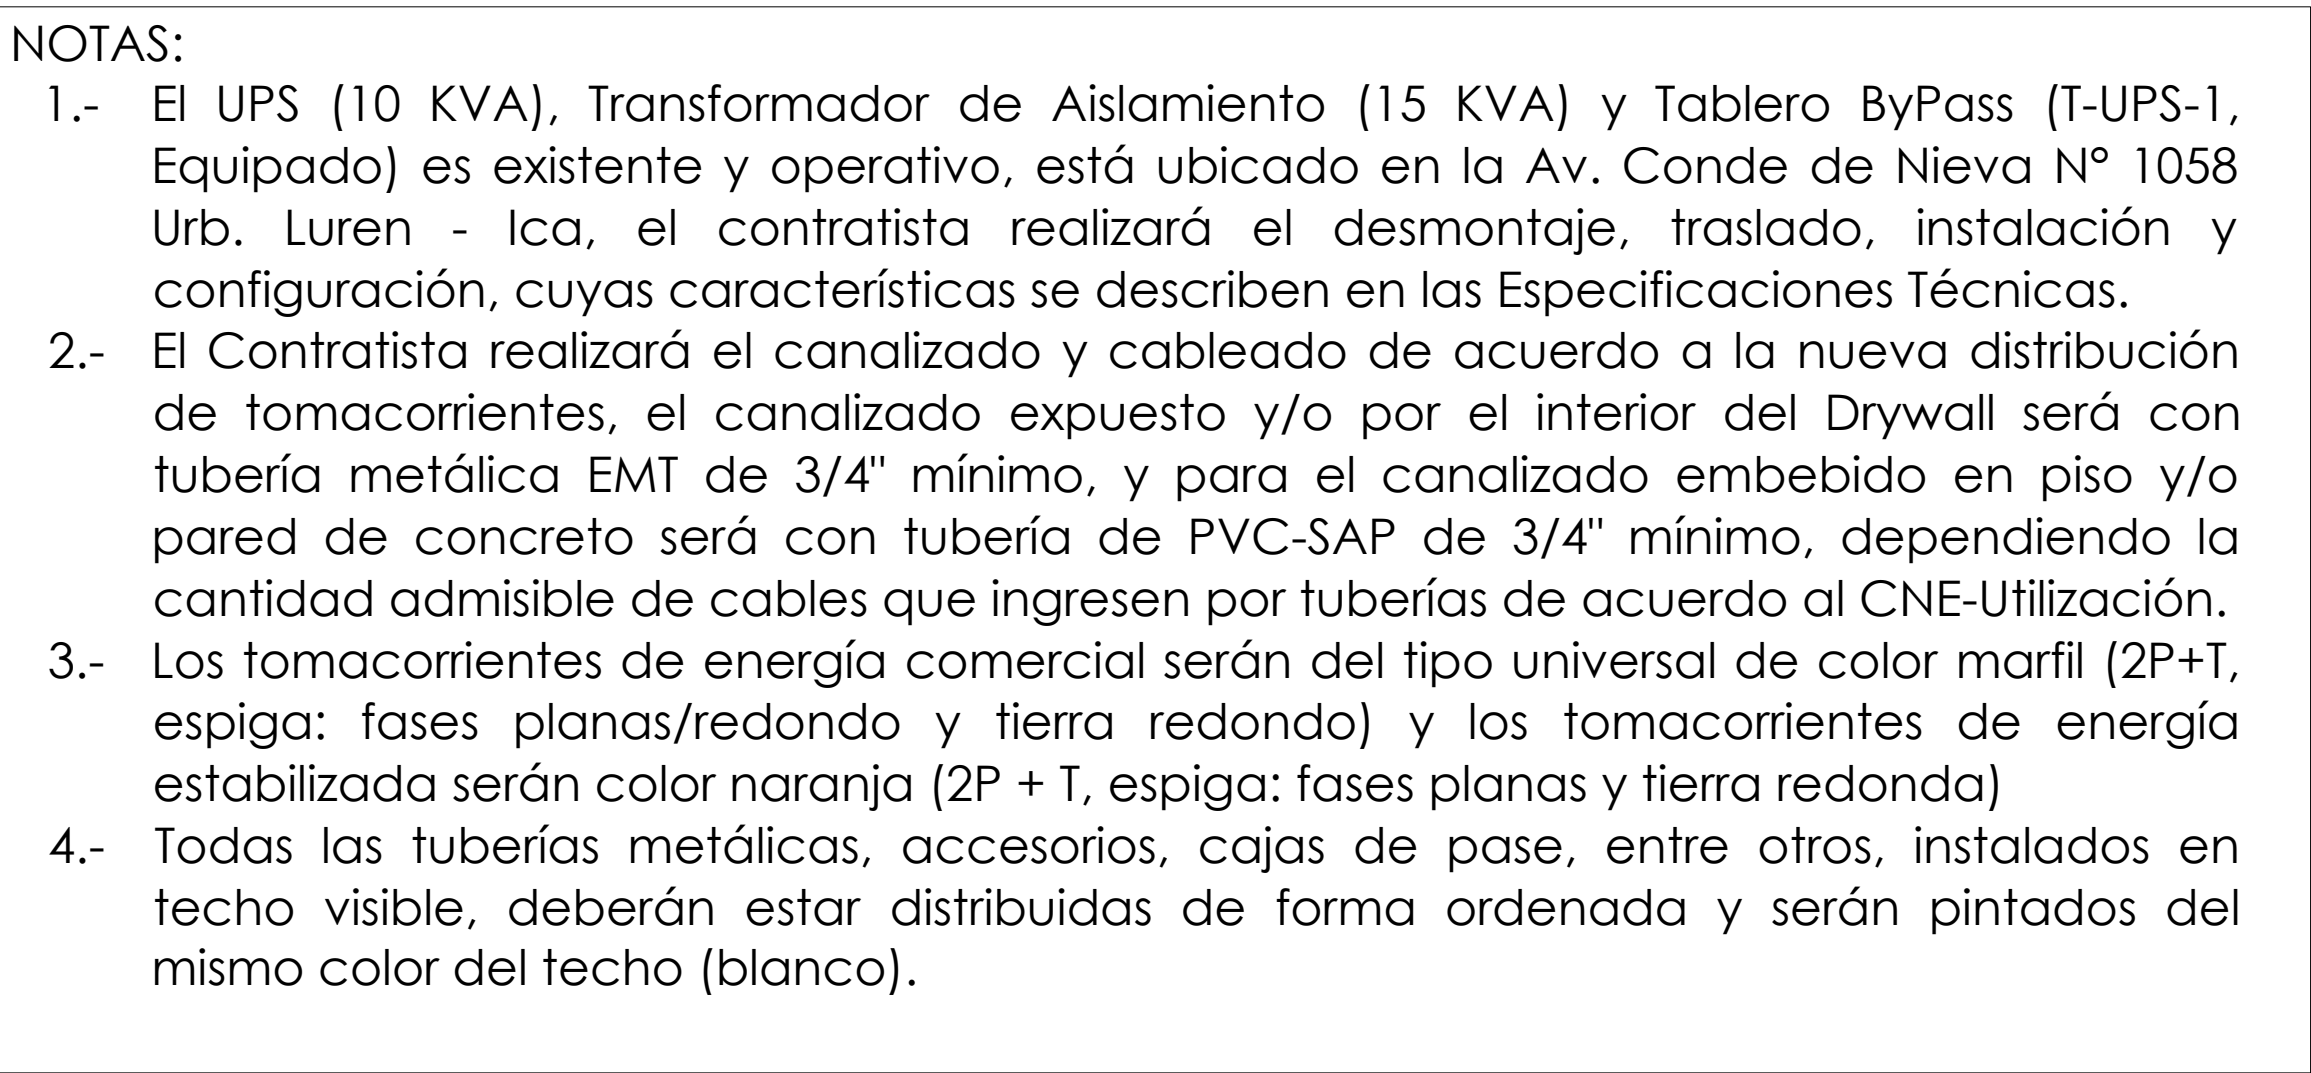 NOTAS:
1.- El UPS (10 KVA), Transformador de Aislamiento (15 KVA) y Tablero ByPass (T-UPS-1,
Equipado) es existente y operativo, está ubicado en la Av. Conde de Nieva N° 1058
Urb. Luren - Ica, el contratista realizará el desmontaje, traslado, instalación y
configuración, cuyas características se describen en las Especificaciones Técnicas.
2.- El Contratista realizará el canalizado y cableado de acuerdo a la nueva distribución
de tomacorrientes, el canalizado expuesto y/o por el interior del Drywall será con
tubería metálica EMT de 3/4" mínimo, y para el canalizado embebido en piso y/o
pared de concreto será con tubería de PVC-SAP de 3/4" mínimo, dependiendo la
cantidad admisible de cables que ingresen por tuberías de acuerdo al CNE-Utilización.
3.- Los tomacorrientes de energía comercial serán del tipo universal de color marfil (2P+T,
espiga: fases planas/redondo y tierra redondo) y los tomacorrientes de energía
estabilizada serán color naranja (2P + T, espiga: fases planas y tierra redonda)
4.- Todas las tuberías metálicas, accesorios, cajas de pase, entre otros, instalados en
techo visible, deberán estar distribuidas de forma ordenada y serán pintados del
mismo color del techo (blanco).